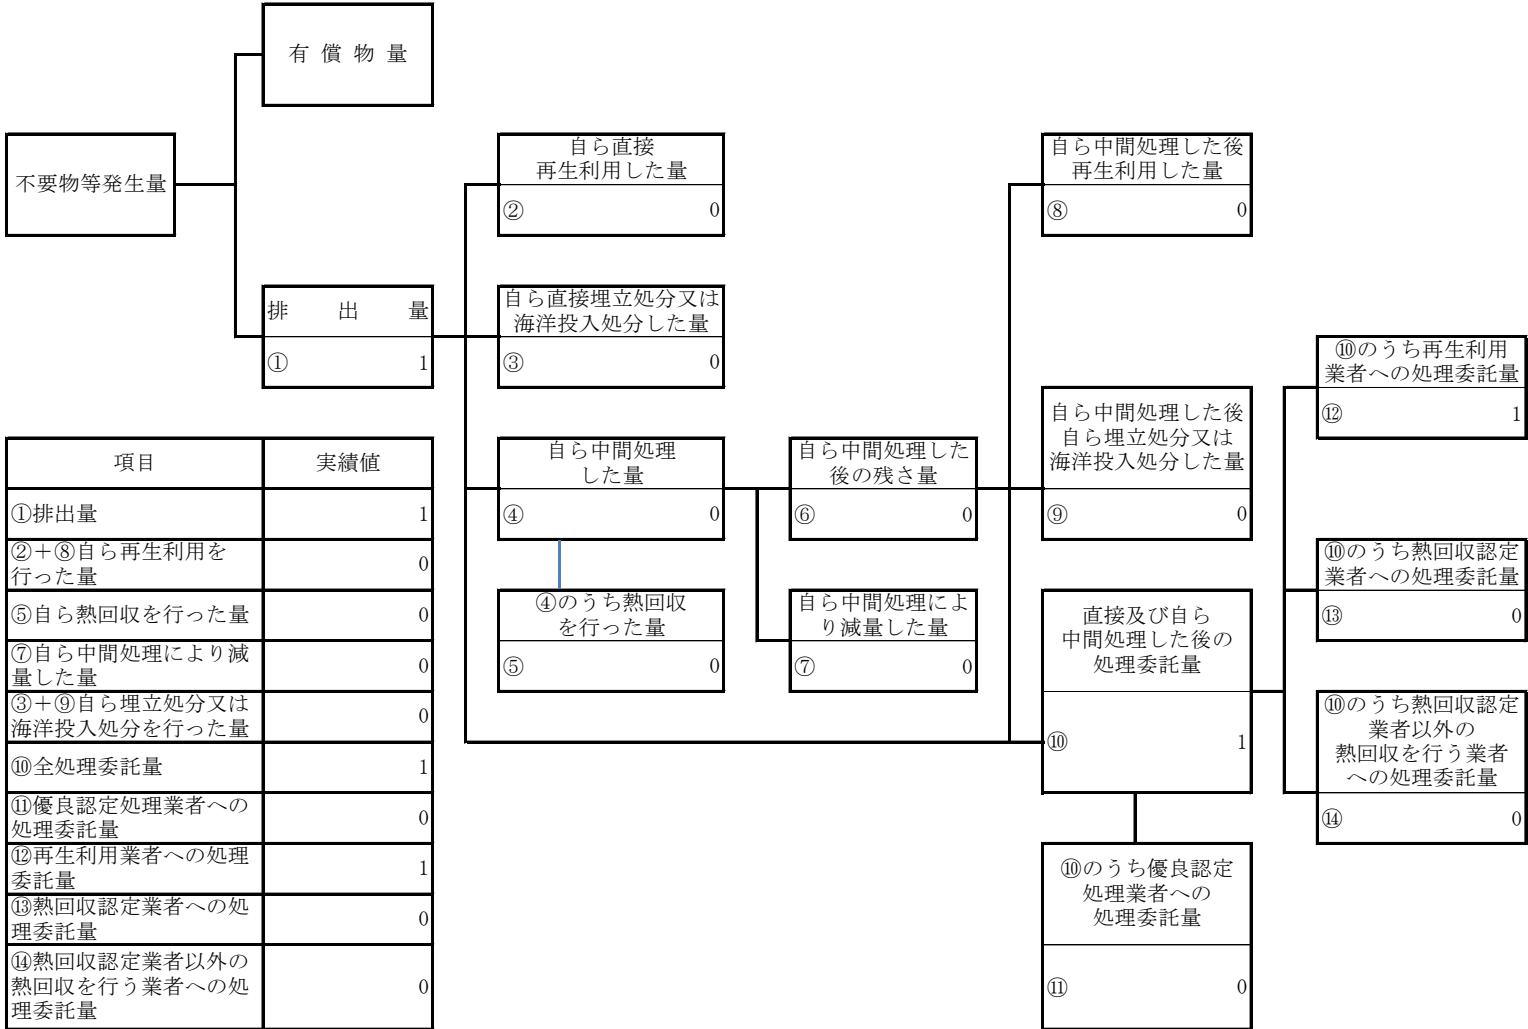 有償物量
不要物等発生量
自ら直接
再生利用した量
② 0
自ら中間処理した後
再生利用した量
⑧ 0
排出量
① 1
自ら直接埋立処分又は
海洋投入処分した量
③ 0
⑩のうち再生利用
業者への処理委託量
⑫ 1
自ら中間処理
した量
④ 0
自ら中間処理した
後の残さ量
⑥ 0
自ら中間処理した後
自ら埋立処分又は
海洋投入処分した量
⑨ 0
⑩のうち熱回収認定
業者への処理委託量
⑬ 0
④のうち熱回収
を行った量
⑤ 0
自ら中間処理によ
り減量した量
⑦ 0
直接及び自ら
中間処理した後の
処理委託量
⑩ 1
⑩のうち熱回収認定
業者以外の
熱回収を行う業者
への処理委託量
⑭ 0
⑩のうち優良認定
処理業者への
処理委託量
⑪ 0
項目 実績値
①排出量 1
②+⑧自ら再生利用を
行った量 0
⑤自ら熱回収を行った量 0
⑦自ら中間処理により減
量した量 0
③+⑨自ら埋立処分又は
海洋投入処分を行った量 0
⑩全処理委託量 1
⑪優良認定処理業者への
処理委託量 0
⑫再生利用業者への処理
委託量 1
⑬熱回収認定業者への処
理委託量 0
⑭熱回収認定業者以外の
熱回収を行う業者への処
理委託量 0